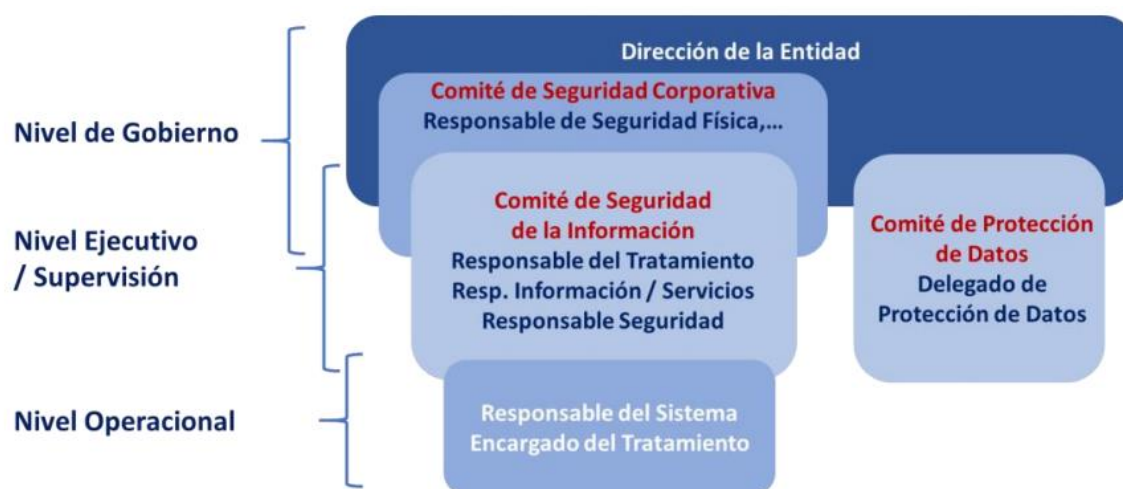 Dirección de la Entidad
Comité de Seguridad Corporativa
Responsable de Seguridad Física,...
Nivel de Gobierno
Comité de Seguridad
de la Información
Responsable del Tratamiento
Resp. Información / Servicios
Responsable Seguridad
Comité de Protección
de Datos
Delegado de
Protección de Datos
Nivel Ejecutivo
/ Supervisión
Nivel Operacional
Responsable del Sistema
Encargado del Tratamiento